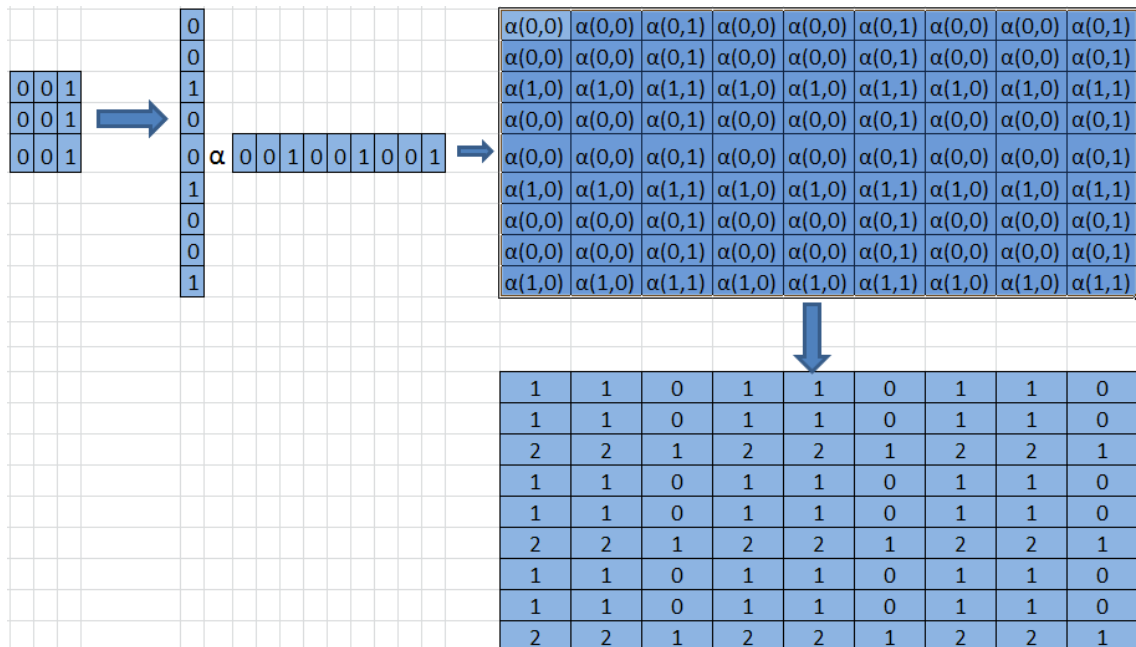 0 α(0,0) α(0,0) α(0,1) α(0,0) α(0,0) α(0,1) α(0,0) α(0,0) α(0,1)
0 α(0,0) α(0,0) α(0,1) α(0,0) α(0,0) α(0,1) α(0,0) α(0,0) α(0,1)
0 0 1 1 α(1,0) α(1,0) α(1,1) α(1,0) α(1,0) α(1,1) α(1,0) α(1,0) α(1,1)
0 0 1 0 α(0,0) α(0,0) α(0,1) α(0,0) α(0,0) α(0,1) α(0,0) α(0,0) α(0,1)
0 0 1 0 α 0 0 1 0 0 1 0 0 1 α(0,0) α(0,0) α(0,1) α(0,0) α(0,0) α(0,1) α(0,0) α(0,0) α(0,1)
1 α(1,0) α(1,0) α(1,1) α(1,0) α(1,0) α(1,1) α(1,0) α(1,0) α(1,1)
0 α(0,0) α(0,0) α(0,1) α(0,0) α(0,0) α(0,1) α(0,0) α(0,0) α(0,1)
0 α(0,0) α(0,0) α(0,1) α(0,0) α(0,0) α(0,1) α(0,0) α(0,0) α(0,1)
1 α(1,0) α(1,0) α(1,1) α(1,0) α(1,0) α(1,1) α(1,0) α(1,0) α(1,1)
1 1 0 1 1 0 1 1 0
1 1 0 1 1 0 1 1 0
2 2 1 2 2 1 2 2 1
1 1 0 1 1 0 1 1 0
1 1 0 1 1 0 1 1 0
2 2 1 2 2 1 2 2 1
1 1 0 1 1 0 1 1 0
1 1 0 1 1 0 1 1 0
2 2 1 2 2 1 2 2 1